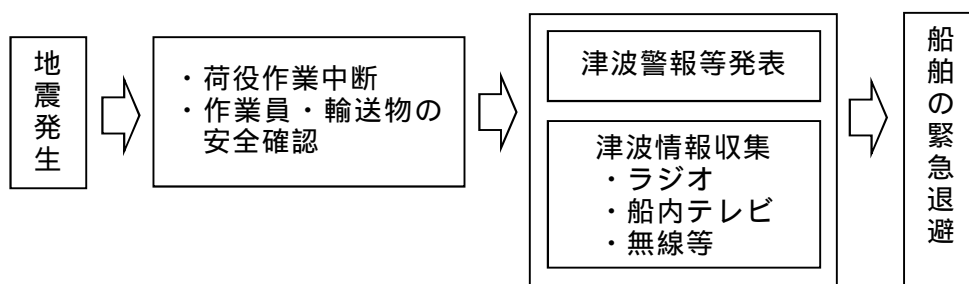 地震発生
・荷役作業中断
・作業員・輸送物の
安全確認
津波警報等発表
津波情報収集
・ラジオ
・船内テレビ
・無線等
船舶の緊急退避